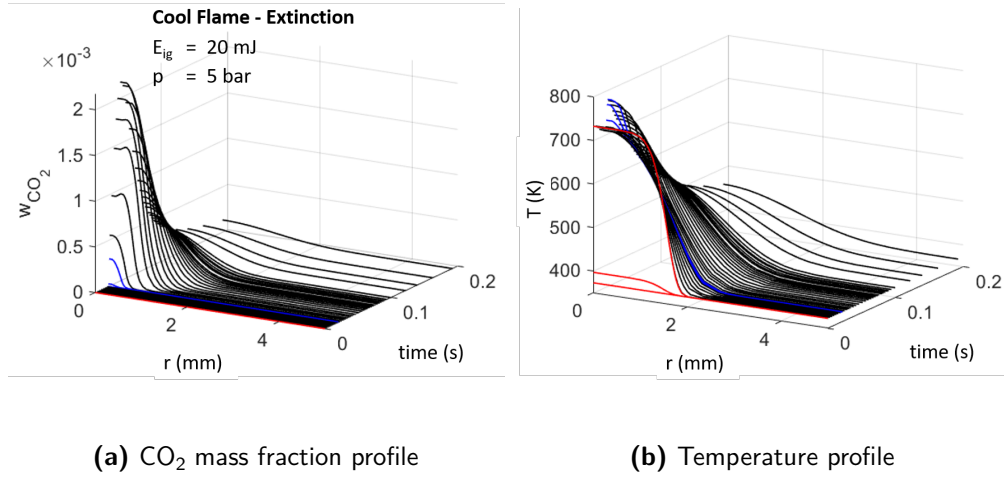 Cool Flame - Extinction
E_ig = 20 mJ
p = 5 bar
×10⁻³
2
1.5
1
0.5
0
w_CO₂
0
2
4
r (mm)
0
0.1
0.2
time (s)
800
700
600
500
400
T (K)
0
2
4
r (mm)
0
0.1
0.2
time (s)
(a) CO₂ mass fraction profile
(b) Temperature profile